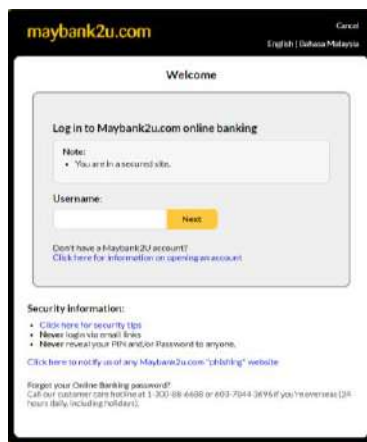 maybank2u.com
Cancel
English | Bahasa Malaysia
Welcome
Log in to Maybank2u.com online banking
Note:
• You are in a secured site.
Username:
Next
Don't have a Maybank2U account?
Click here for information on opening an account
Security information:
• Click here for security tips
• Never login via email links
• Never reveal your PIN and/or Password to anyone.
Click here to notify us of any Maybank2u.com "phishing" website
Forgot your Online Banking password?
Call our customer care hotline at 1-300-88-6688 or 603-7844 3696 if you're overseas (24
hours daily, including holidays).